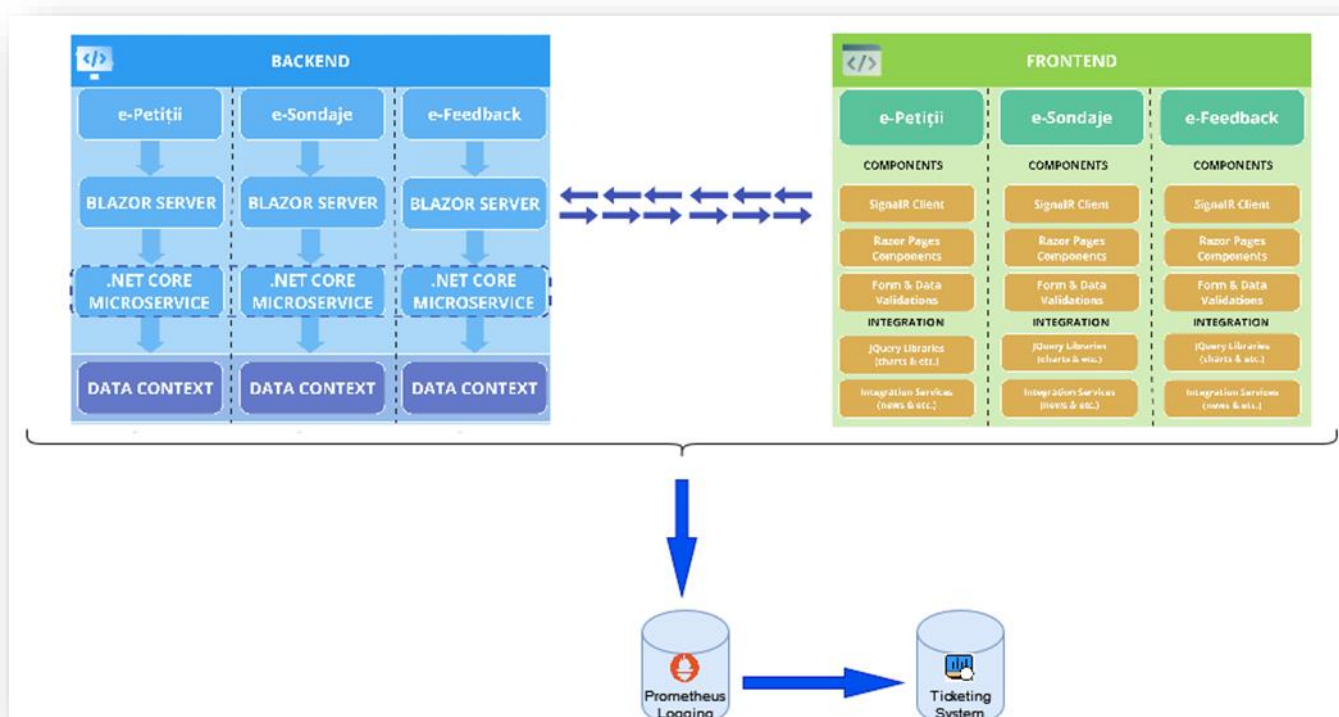 </>
BACKEND
e-Petiții
e-Sondaje
e-Feedback
BLAZOR SERVER
BLAZOR SERVER
BLAZOR SERVER
.NET CORE
MICROSERVICE
.NET CORE
MICROSERVICE
.NET CORE
MICROSERVICE
DATA CONTEXT
DATA CONTEXT
DATA CONTEXT
</>
FRONTEND
e-Petiții
e-Sondaje
e-Feedback
COMPONENTS
COMPONENTS
COMPONENTS
SignalR Client
SignalR Client
SignalR Client
Razor Pages
Components
Razor Pages
Components
Razor Pages
Components
Form & Data
Validations
Form & Data
Validations
Form & Data
Validations
INTEGRATION
INTEGRATION
INTEGRATION
JQuery Libraries
(charts & etc.)
JQuery Libraries
(charts & etc.)
JQuery Libraries
(charts & etc.)
Integration Services
(news & etc.)
Integration Services
(news & etc.)
Integration Services
(news & etc.)
Prometheus
Logging
Ticketing
System